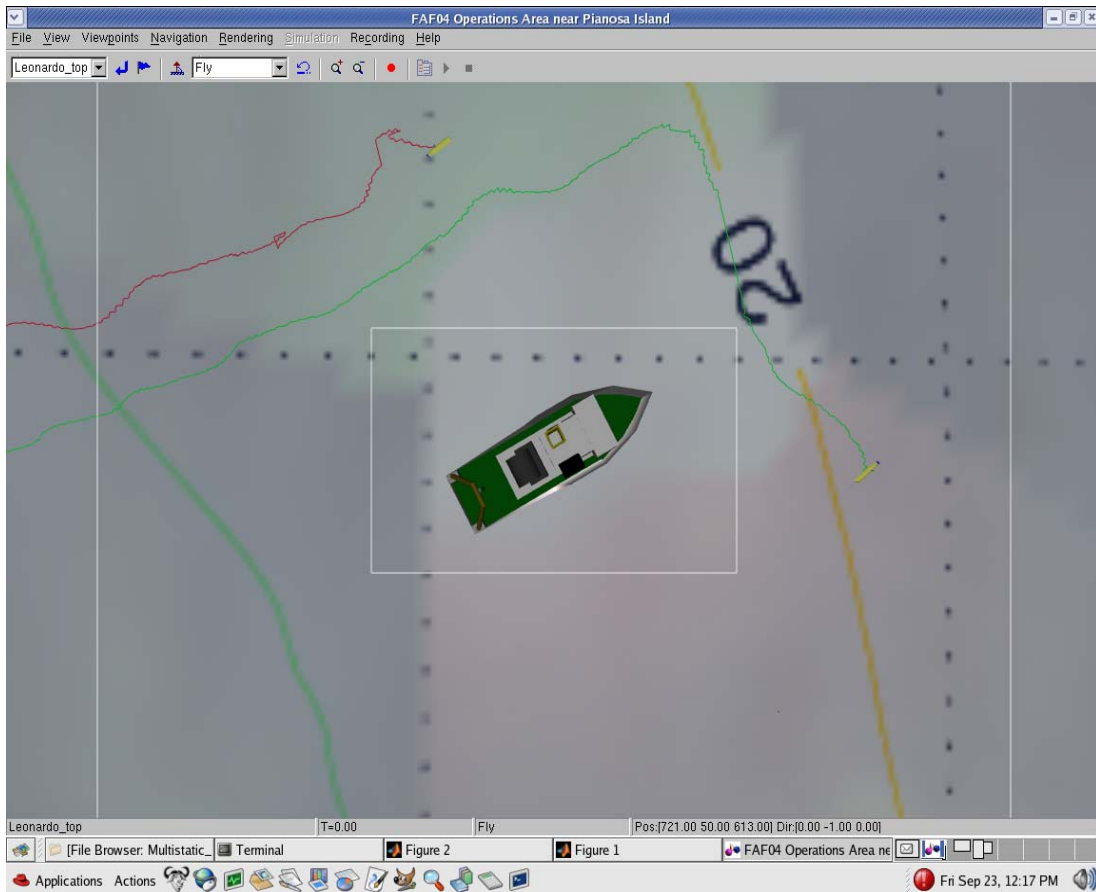 FAF04 Operations Area near Pianosa Island
File View Viewpoints Navigation Rendering Simulation Recording Help
Leonardo_top Fly
20
Leonardo_top T=0.00 Fly Pos:[721.00 50.00 613.00] Dir:[0.00 -1.00 0.00]
[File Browser: Multistatic_ Terminal Figure 2 Figure 1 FAF04 Operations Area ne
Applications Actions Fri Sep 23, 12:17 PM